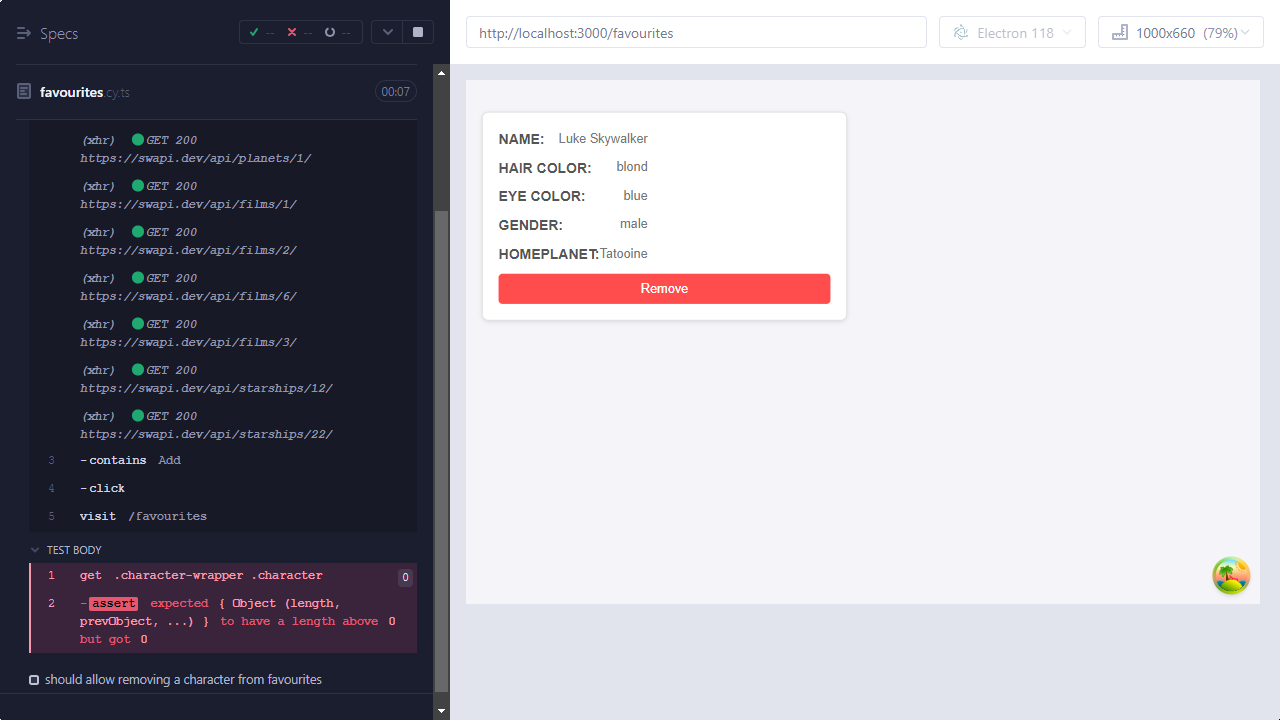 Specs
-- -- --
favourites.cy.ts 00:07
(xhr) GET 200
https://swapi.dev/api/planets/1/
(xhr) GET 200
https://swapi.dev/api/films/1/
(xhr) GET 200
https://swapi.dev/api/films/2/
(xhr) GET 200
https://swapi.dev/api/films/6/
(xhr) GET 200
https://swapi.dev/api/films/3/
(xhr) GET 200
https://swapi.dev/api/starships/12/
(xhr) GET 200
https://swapi.dev/api/starships/22/
3 -contains Add
4 -click
5 visit /favourites
TEST BODY
1 get .character-wrapper .character 0
2 -assert expected { Object (length,
prevObject, ...) } to have a length above 0
but got 0
should allow removing a character from favourites
http://localhost:3000/favourites
Electron 118
1000x660 (79%)
NAME: Luke Skywalker
HAIR COLOR: blond
EYE COLOR: blue
GENDER: male
HOMEPLANET: Tatooine
Remove